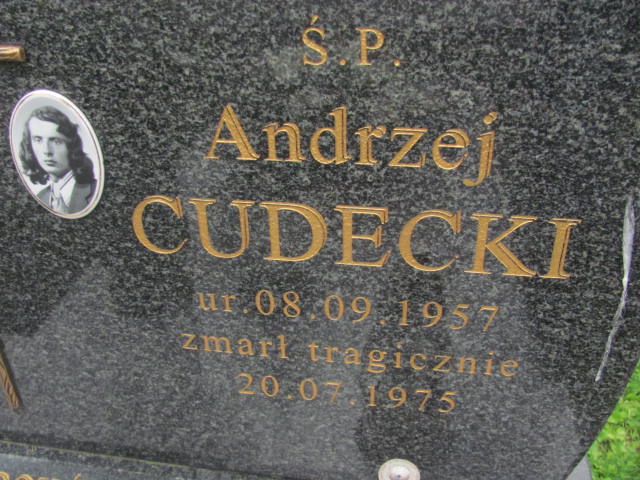 Ś.P.
Andrzej
CUDECKI
ur.08.09.1957
zmarł tragicznie
20.07.1975